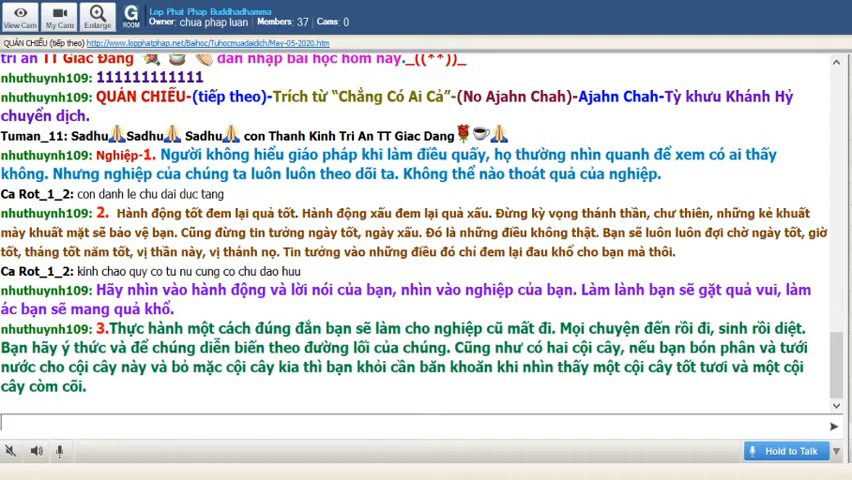 Lop Phat Phap Buddhadhamma
Owner: chua phap luan Members: 37 Cams: 0
View Cam My Cam Enlarge G ROOM
QUÁN CHIẾU (tiếp theo) http://www.lopphatphap.net/Baihoc/Tuhocmuadaidich/May-05-2020.htm
tri ân TT Giác Đẳng đăng nhập bài học hôm nay._((**))_
nhuthuynh109: 111111111111
nhuthuynh109: QUÁN CHIẾU-(tiếp theo)-Trích từ “Chẳng Có Ai Cả”-(No Ajahn Chah)-Ajahn Chah-Tỳ khưu Khánh Hỷ
chuyển dịch.
Tuman_11: Sadhu Sadhu Sadhu con Thanh Kinh Tri An TT Giac Dang
nhuthuynh109: Nghiệp-1. Người không hiểu giáo pháp khi làm điều quấy, họ thường nhìn quanh để xem có ai thấy
không. Nhưng nghiệp của chúng ta luôn luôn theo dõi ta. Không thể nào thoát quả của nghiệp.
Ca Rot_1_2: con danh le chu dai duc tang
nhuthuynh109: 2. Hành động tốt đem lại quả tốt. Hành động xấu đem lại quả xấu. Đừng kỳ vọng thánh thần, chư thiên, những kẻ khuất
mày khuất mặt sẽ bảo vệ bạn. Cũng đừng tin tưởng ngày tốt, ngày xấu. Đó là những điều không thật. Bạn sẽ luôn luôn đợi chờ ngày tốt, giờ
tốt, tháng tốt năm tốt, vị thần này, vị thánh nọ. Tin tưởng vào những điều đó chỉ đem lại đau khổ cho bạn mà thôi.
Ca Rot_1_2: kinh chao quy co tu nu cung co chu dao huu
nhuthuynh109: Hãy nhìn vào hành động và lời nói của bạn, nhìn vào nghiệp của bạn. Làm lành bạn sẽ gặt quả vui, làm
ác bạn sẽ mang quả khổ.
nhuthuynh109: 3.Thực hành một cách đúng đắn bạn sẽ làm cho nghiệp cũ mất đi. Mọi chuyện đến rồi đi, sinh rồi diệt.
Bạn hãy ý thức và để chúng diễn biến theo đường lối của chúng. Cũng như có hai cội cây, nếu bạn bón phân và tưới
nước cho cội cây này và bỏ mặc cội cây kia thì bạn khỏi cần băn khoăn khi nhìn thấy một cội cây tốt tươi và một cội
cây còm cõi.
Hold to Talk